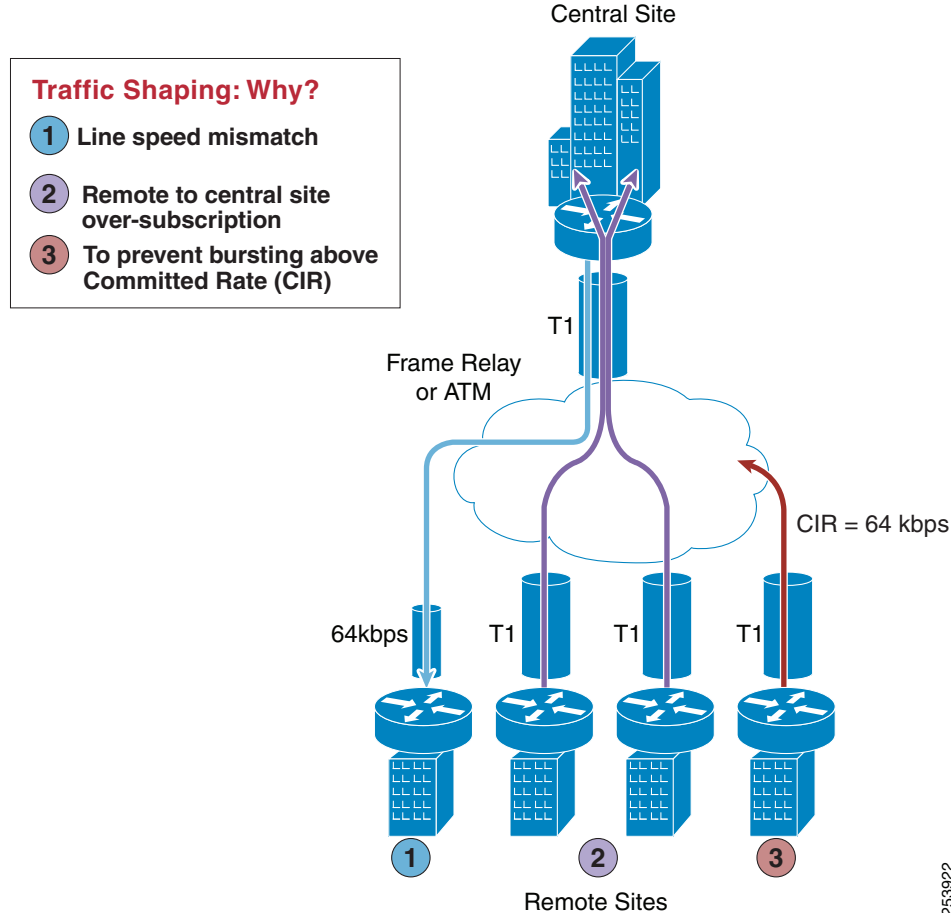 Central Site
Traffic Shaping: Why?
1 Line speed mismatch
2 Remote to central site
over-subscription
3 To prevent bursting above
Committed Rate (CIR)
T1
Frame Relay
or ATM
CIR = 64 kbps
64kbps
T1
T1
T1
1
2
3
Remote Sites
253922